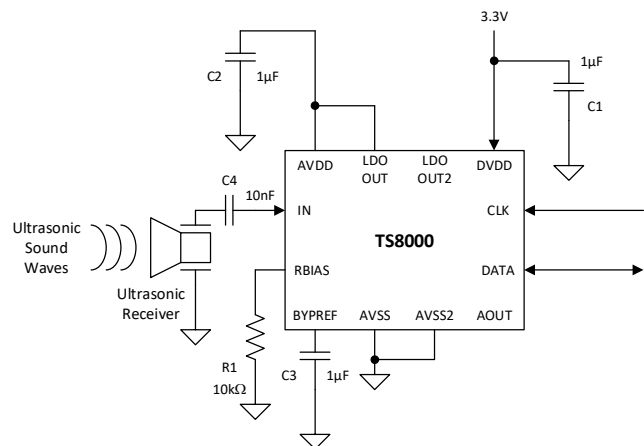 3.3V
C2
1µF
1µF
C1
AVDD
LDO
OUT
LDO
OUT2
DVDD
C4
10nF
IN
CLK
TS8000
Ultrasonic
Sound
Waves
Ultrasonic
Receiver
RBIAS
DATA
BYPREF
AVSS
AVSS2
AOUT
R1
10kΩ
C3
1µF